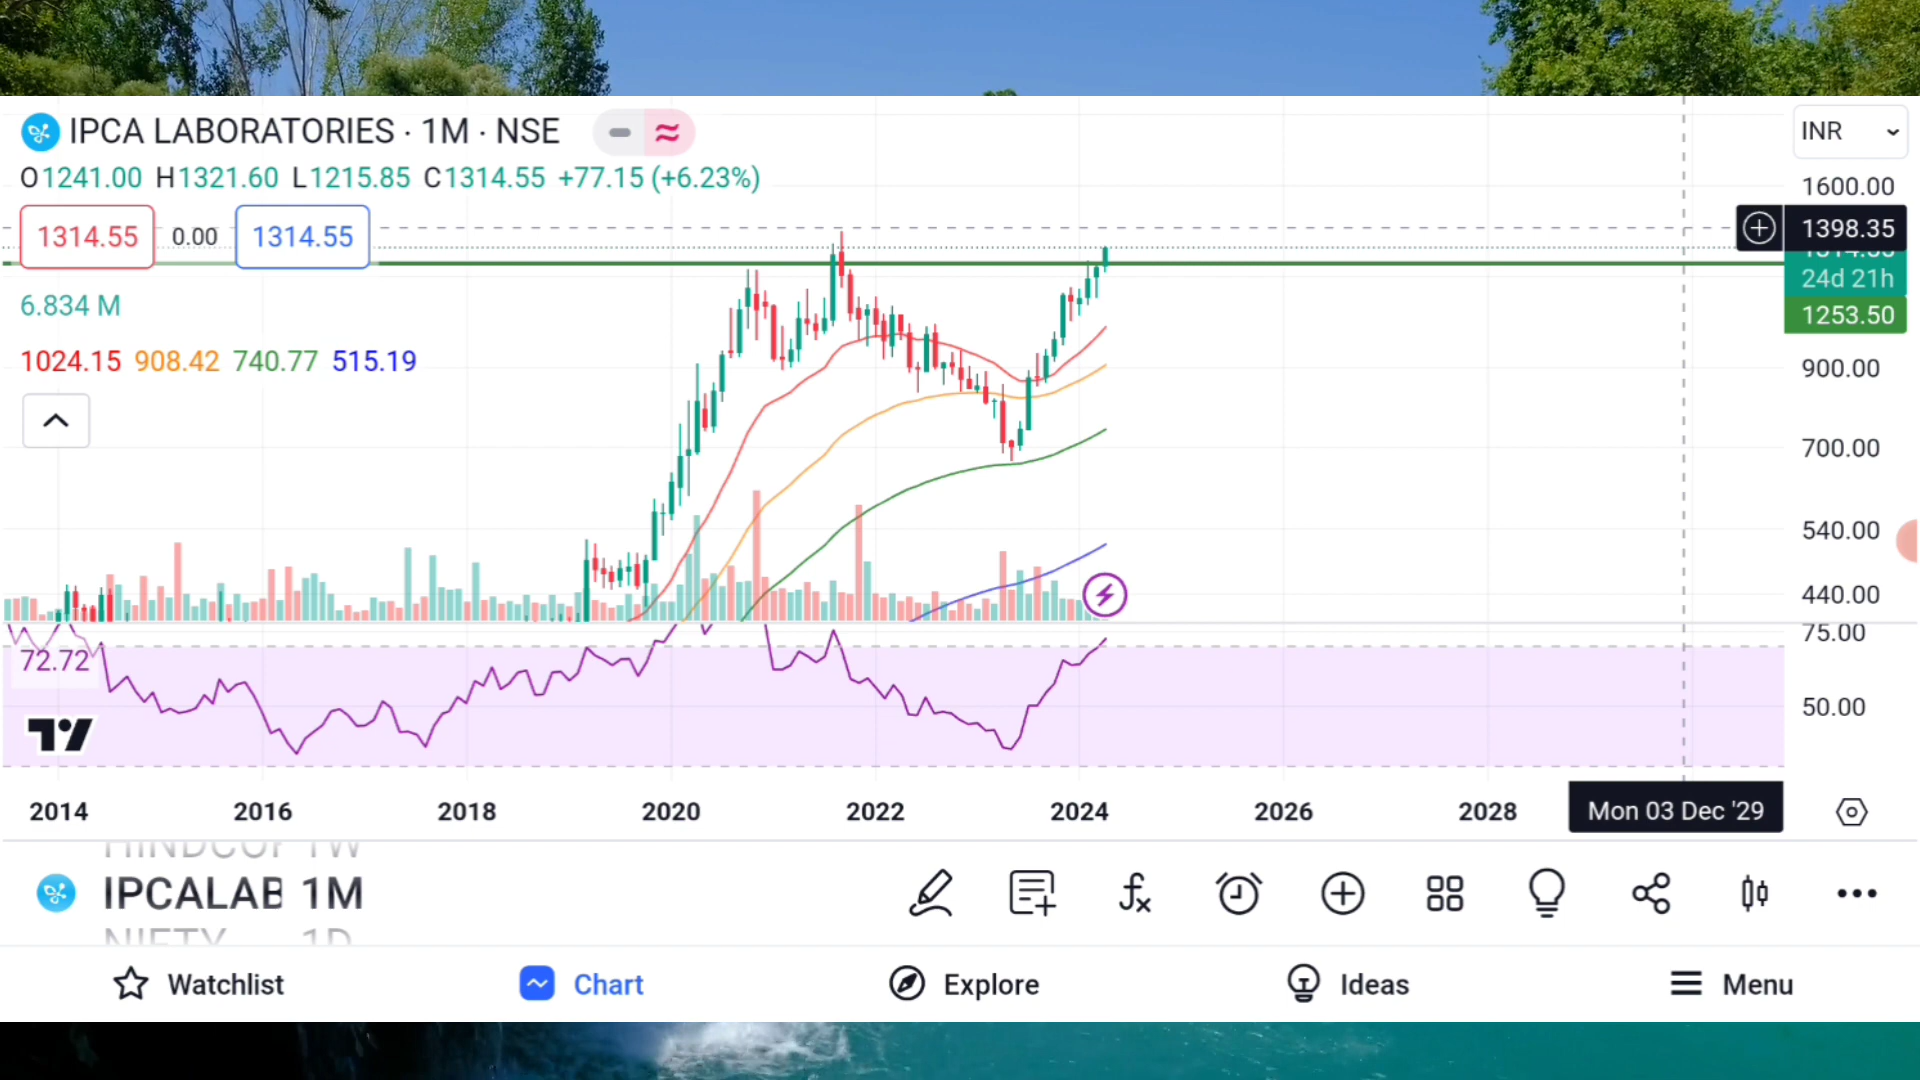 IPCA LABORATORIES · 1M · NSE
INR
O1241.00 H1321.60 L1215.85 C1314.55 +77.15 (+6.23%)
1600.00
1314.55 0.00 1314.55
1398.35
24d 21h
6.834 M
1253.50
1024.15 908.42 740.77 515.19
900.00
700.00
540.00
440.00
75.00
72.72
50.00
2014 2016 2018 2020 2022 2024 2026 2028 Mon 03 Dec '29
IPCALAB 1M
NIFTY 1D
Watchlist Chart Explore Ideas Menu